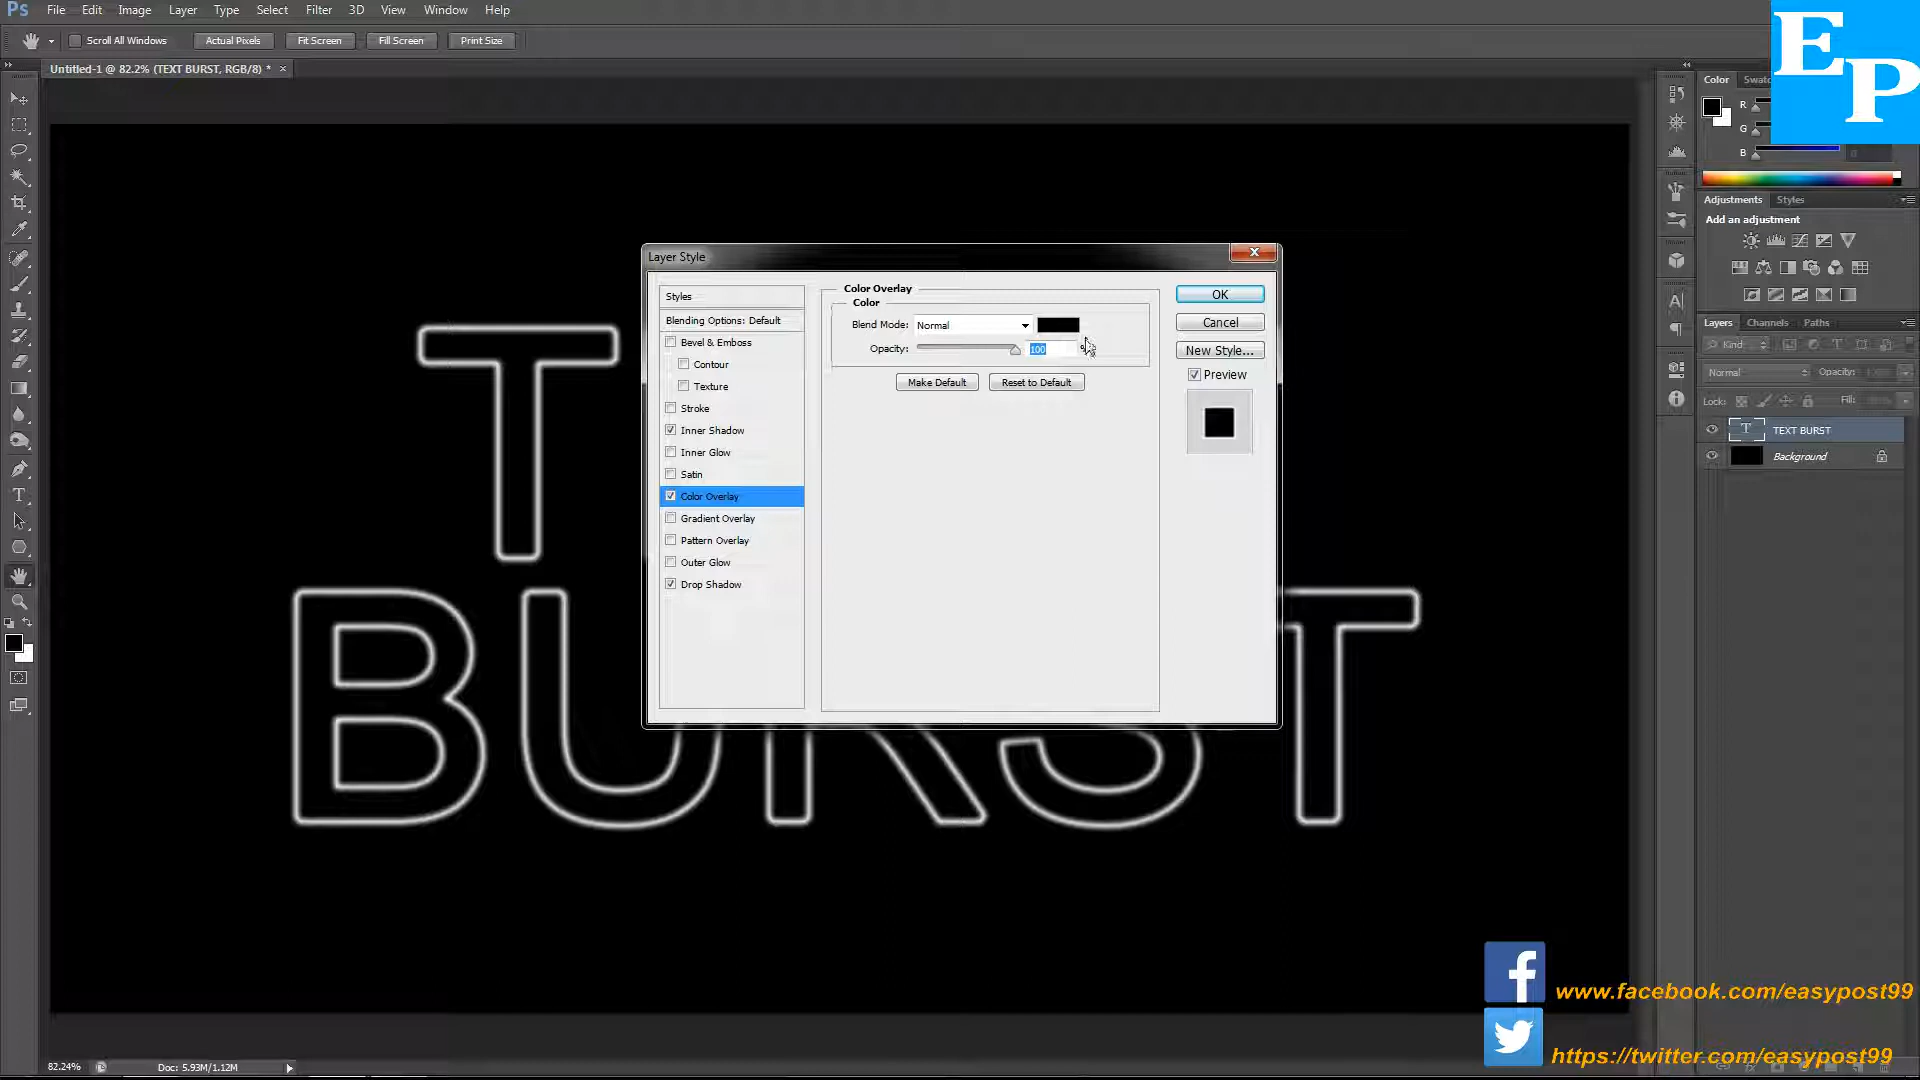 Ps File Edit Image Layer Type Select Filter 3D View Window Help
Scroll All Windows Actual Pixels Fit Screen Fill Screen Print Size
EP
Untitled-1 @ 82.2% (TEXT BURST, RGB/8) * ×
Color Swatc
R
G
B
Adjustments Styles
Add an adjustment
Layers Channels Paths
Kind
Normal Opacity:
Lock: Fill:
T TEXT BURST
Background
Layer Style
Styles
Blending Options: Default
Bevel & Emboss
Contour
Texture
Stroke
Inner Shadow
Inner Glow
Satin
Color Overlay
Gradient Overlay
Pattern Overlay
Outer Glow
Drop Shadow
Color Overlay
Color
Blend Mode: Normal
Opacity: 100 %
Make Default Reset to Default
OK
Cancel
New Style...
Preview
T
BURST
www.facebook.com/easypost99
https://twitter.com/easypost99
82.24% Doc: 5.93M/1.12M